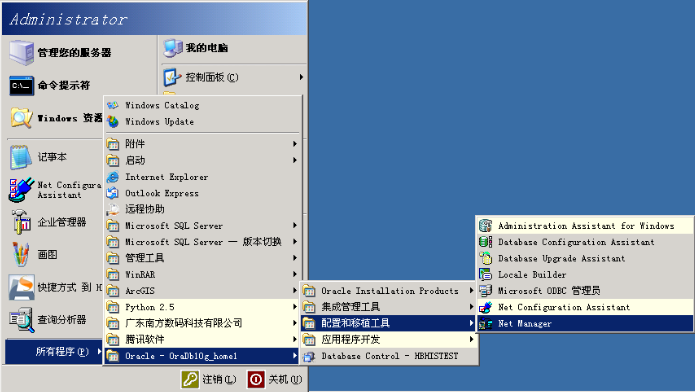 Administrator
管理您的服务器
我的电脑
命令提示符
控制面板(C)
Windows 资源
记事本
Net Configura
Assistant
企业管理器
画图
快捷方式 到 H
查询分析器
所有程序(P)
Windows Catalog
Windows Update
附件
启动
Internet Explorer
Outlook Express
远程协助
Microsoft SQL Server
Microsoft SQL Server — 版本切换
管理工具
WinRAR
ArcGIS
Python 2.5
广东南方数码科技有限公司
腾讯软件
Oracle - OraDb10g_home1
Oracle Installation Products
集成管理工具
配置和移植工具
应用程序开发
Database Control - HBHISTEST
Administration Assistant for Windows
Database Configuration Assistant
Database Upgrade Assistant
Locale Builder
Microsoft ODBC 管理员
Net Configuration Assistant
Net Manager
注销(L)
关机(U)